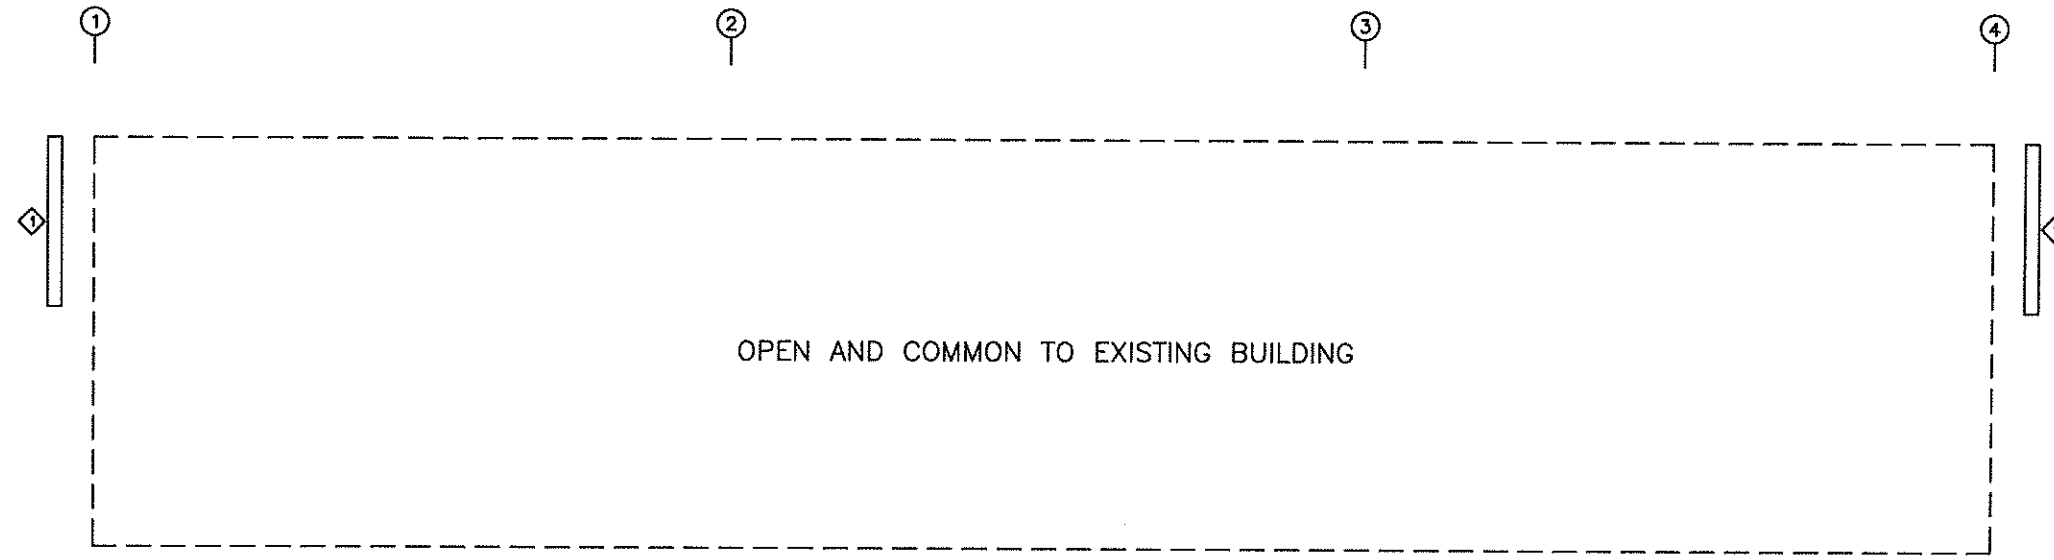 1 2 3 4
1
OPEN AND COMMON TO EXISTING BUILDING